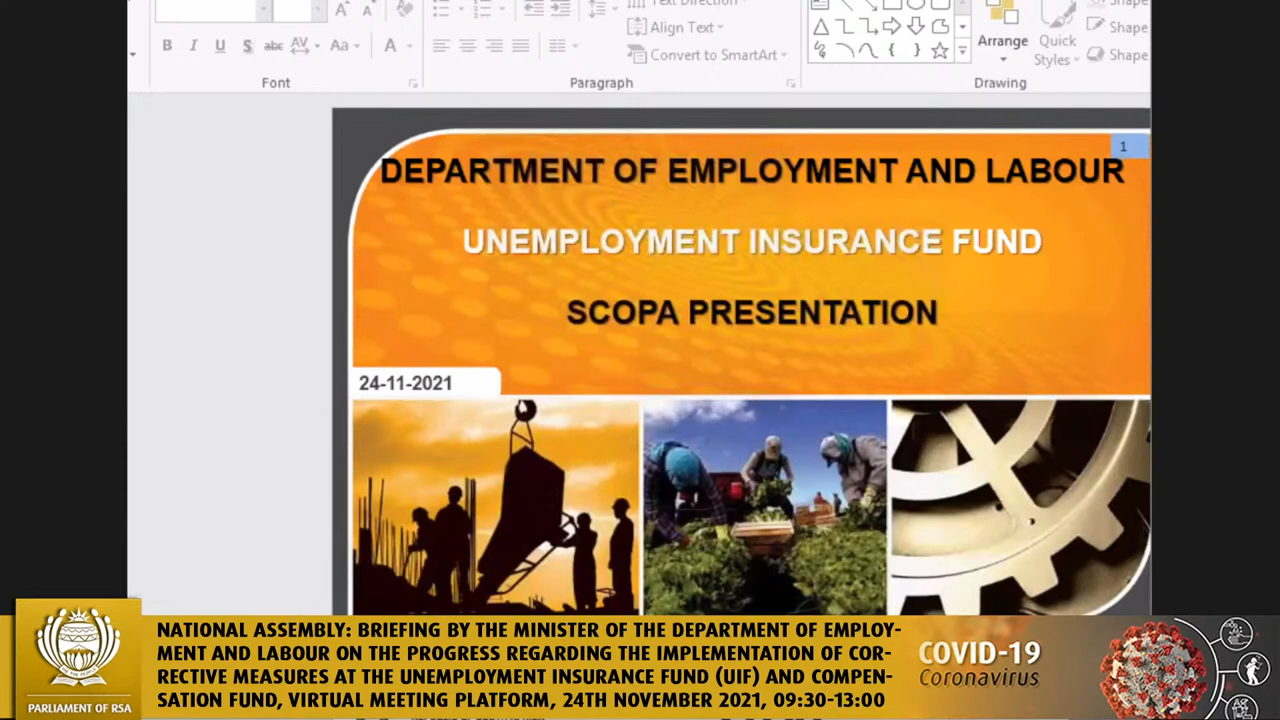 Text Direction
Align Text
Convert to SmartArt
B I U S abc AV Aa A
Arrange
Quick
Styles
Shape
Shape
Shape
Font
Paragraph
Drawing
1
DEPARTMENT OF EMPLOYMENT AND LABOUR
UNEMPLOYMENT INSURANCE FUND
SCOPA PRESENTATION
24-11-2021
NATIONAL ASSEMBLY: BRIEFING BY THE MINISTER OF THE DEPARTMENT OF EMPLOY-
MENT AND LABOUR ON THE PROGRESS REGARDING THE IMPLEMENTATION OF COR-
RECTIVE MEASURES AT THE UNEMPLOYMENT INSURANCE FUND (UIF) AND COMPEN-
SATION FUND, VIRTUAL MEETING PLATFORM, 24TH NOVEMBER 2021, 09:30-13:00
PARLIAMENT OF RSA
COVID-19
Coronavirus